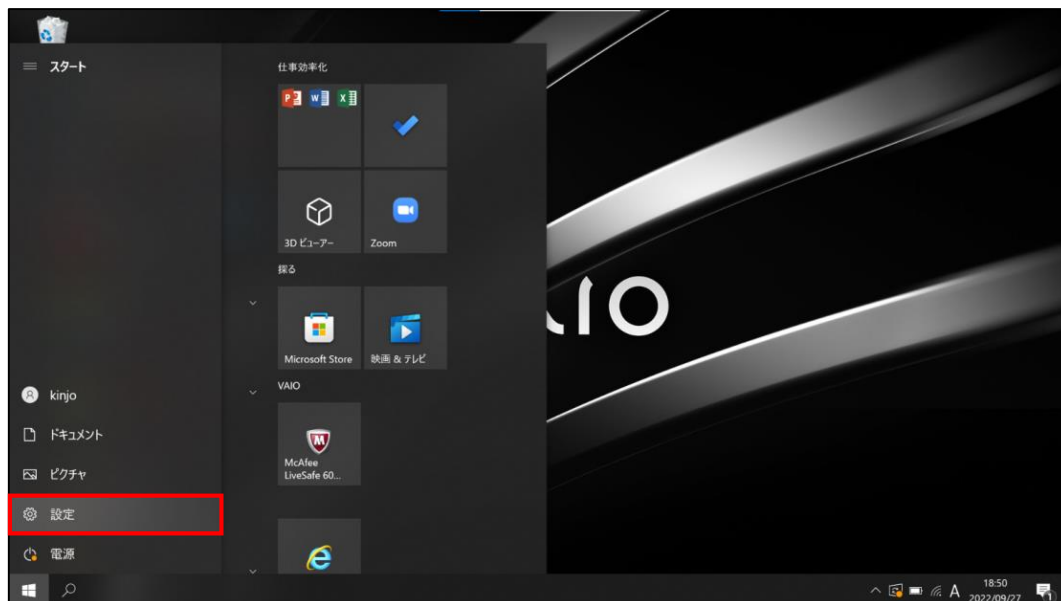 スタート
kinjo
ドキュメント
ピクチャ
設定
電源
仕事効率化
3D ビューアー
Zoom
探る
Microsoft Store
映画 & テレビ
VAIO
McAfee
LiveSafe 60...
A
18:50
2022/09/27